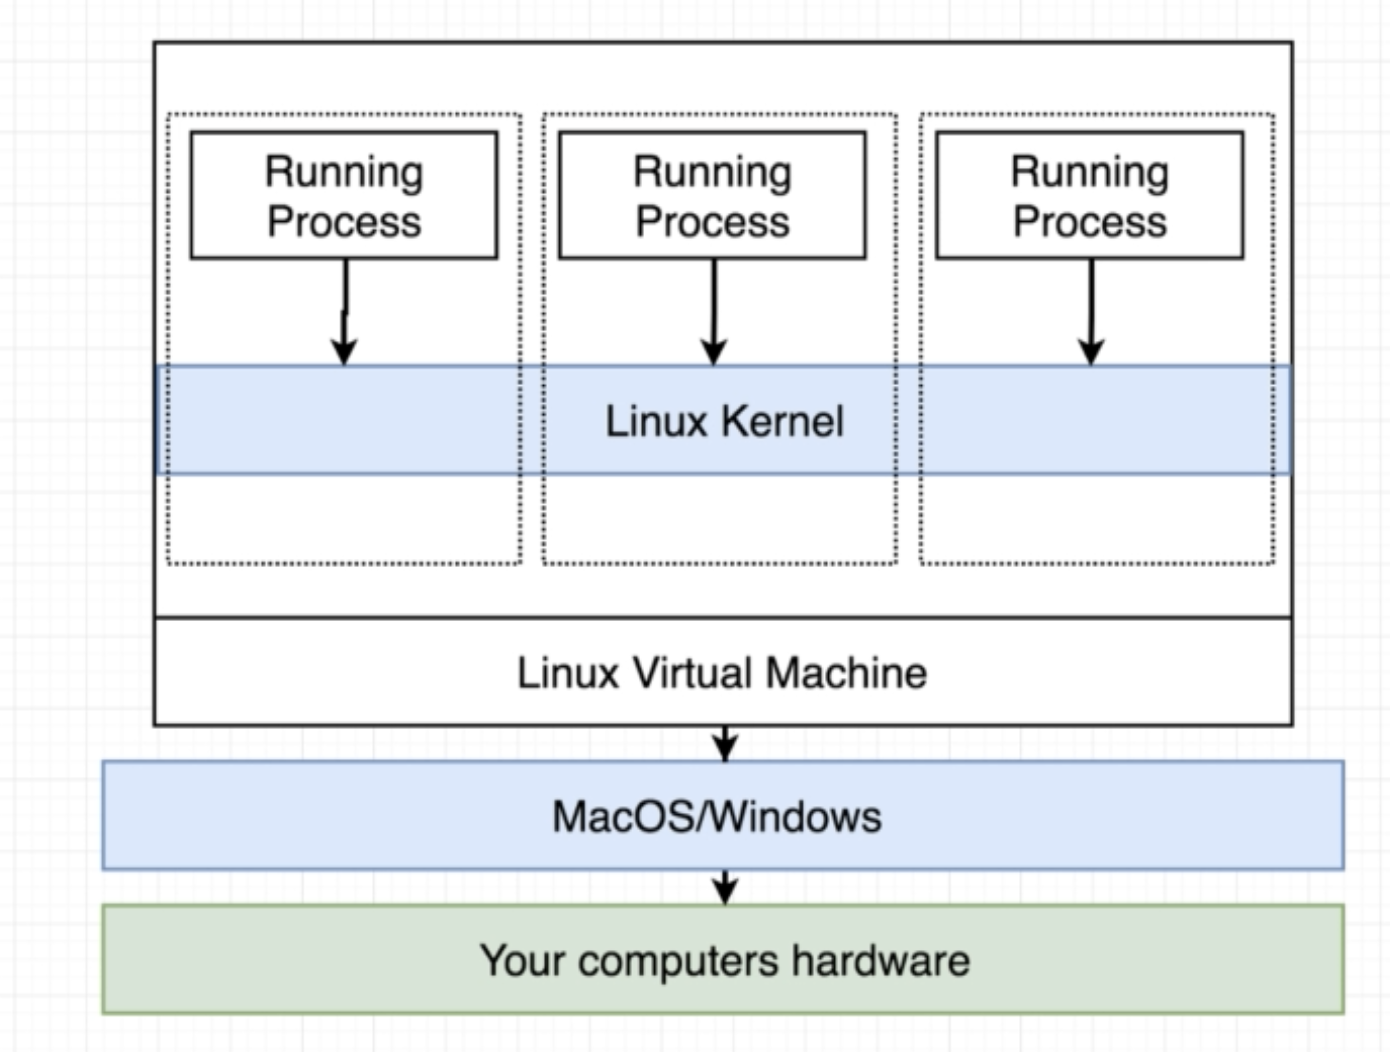 Running
Process
Running
Process
Running
Process
Linux Kernel
Linux Virtual Machine
MacOS/Windows
Your computers hardware